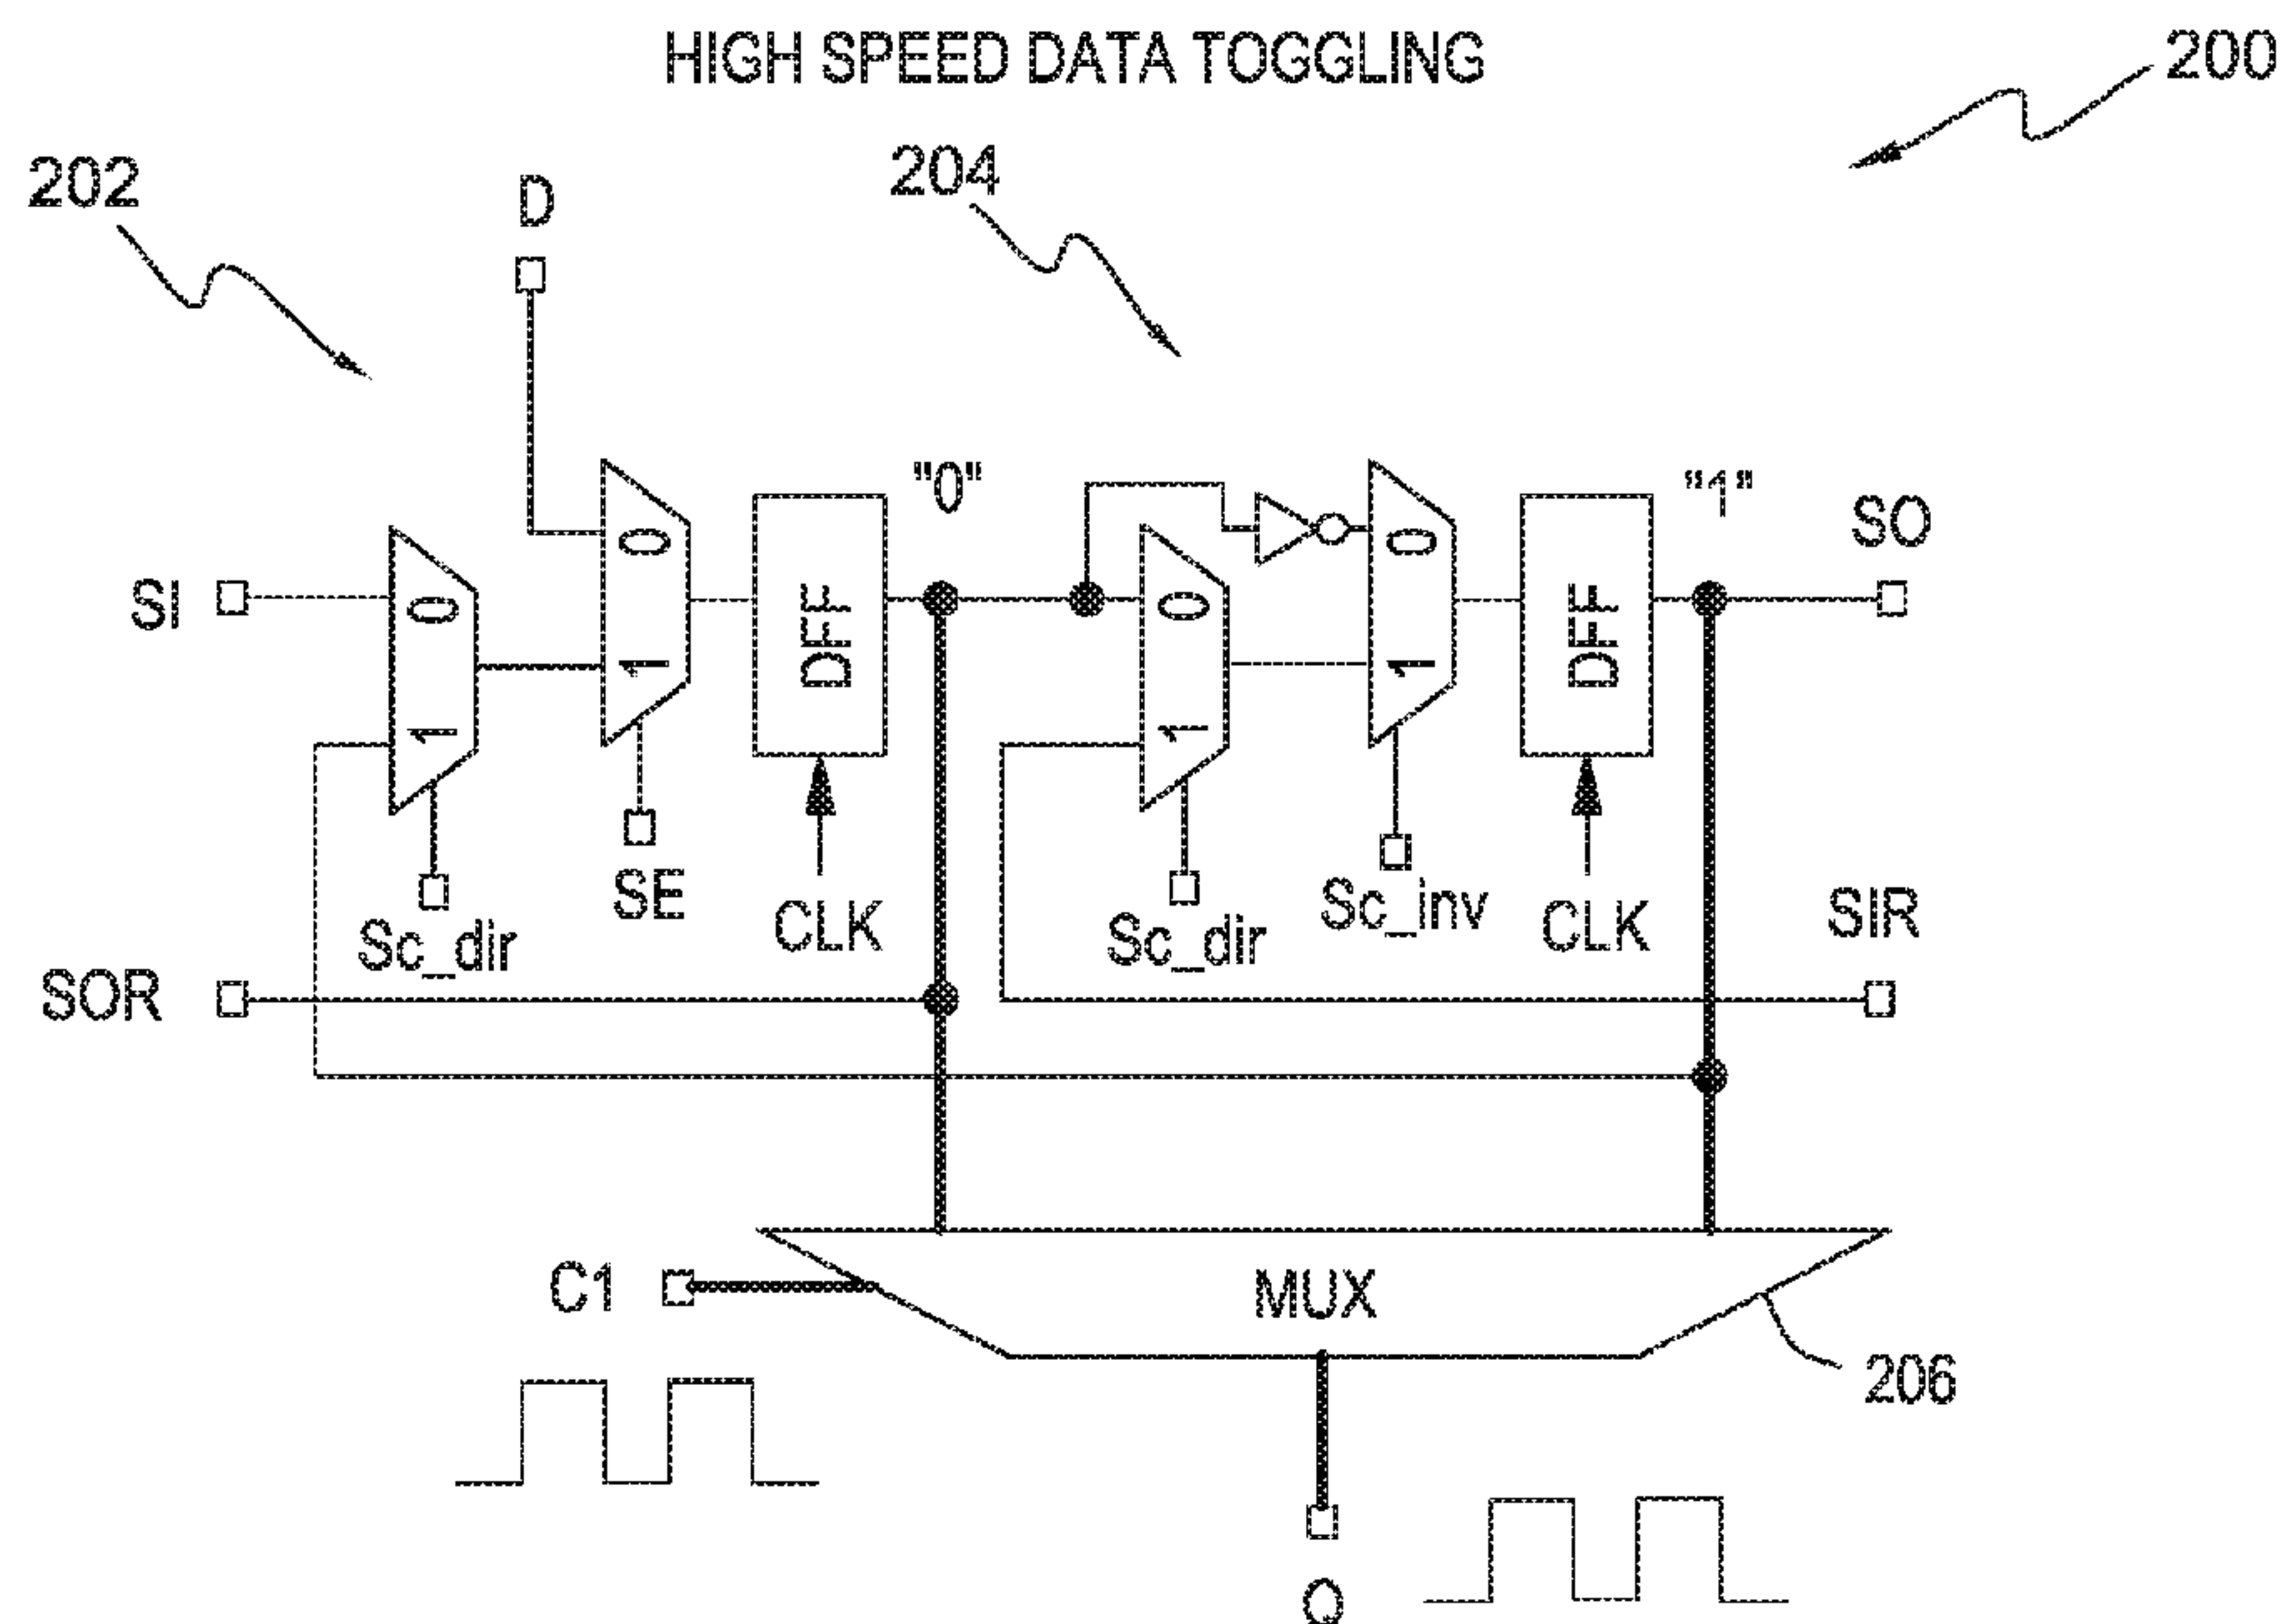 HIGH SPEED DATA TOGGLING
200
202
D
204
"0"
"1"
SO
SI
0
1
0
1
DFF
0
1
0
1
DFF
SE
CLK
Sc_dir
Sc_dir
Sc_inv
CLK
SIR
SOR
C1
MUX
206